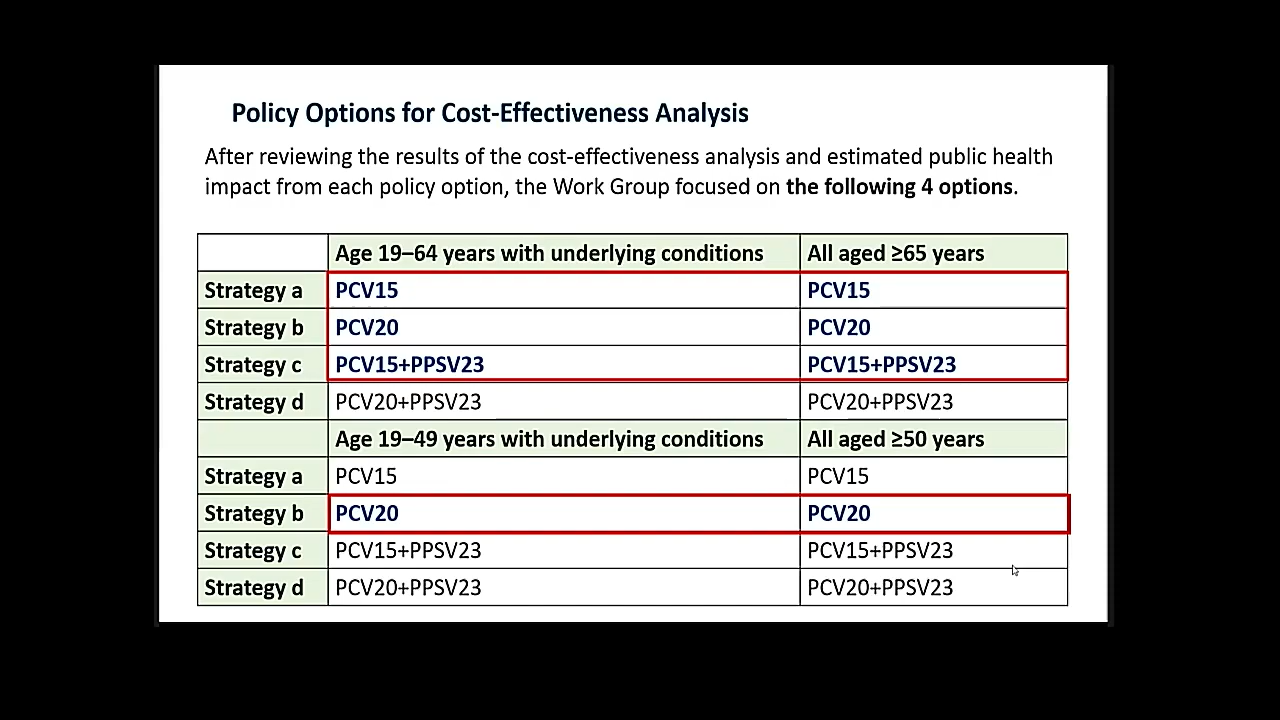 Policy Options for Cost-Effectiveness Analysis
After reviewing the results of the cost-effectiveness analysis and estimated public health
impact from each policy option, the Work Group focused on the following 4 options.
Age 19–64 years with underlying conditions All aged ≥65 years
Strategy a PCV15 PCV15
Strategy b PCV20 PCV20
Strategy c PCV15+PPSV23 PCV15+PPSV23
Strategy d PCV20+PPSV23 PCV20+PPSV23
Age 19–49 years with underlying conditions All aged ≥50 years
Strategy a PCV15 PCV15
Strategy b PCV20 PCV20
Strategy c PCV15+PPSV23 PCV15+PPSV23
Strategy d PCV20+PPSV23 PCV20+PPSV23